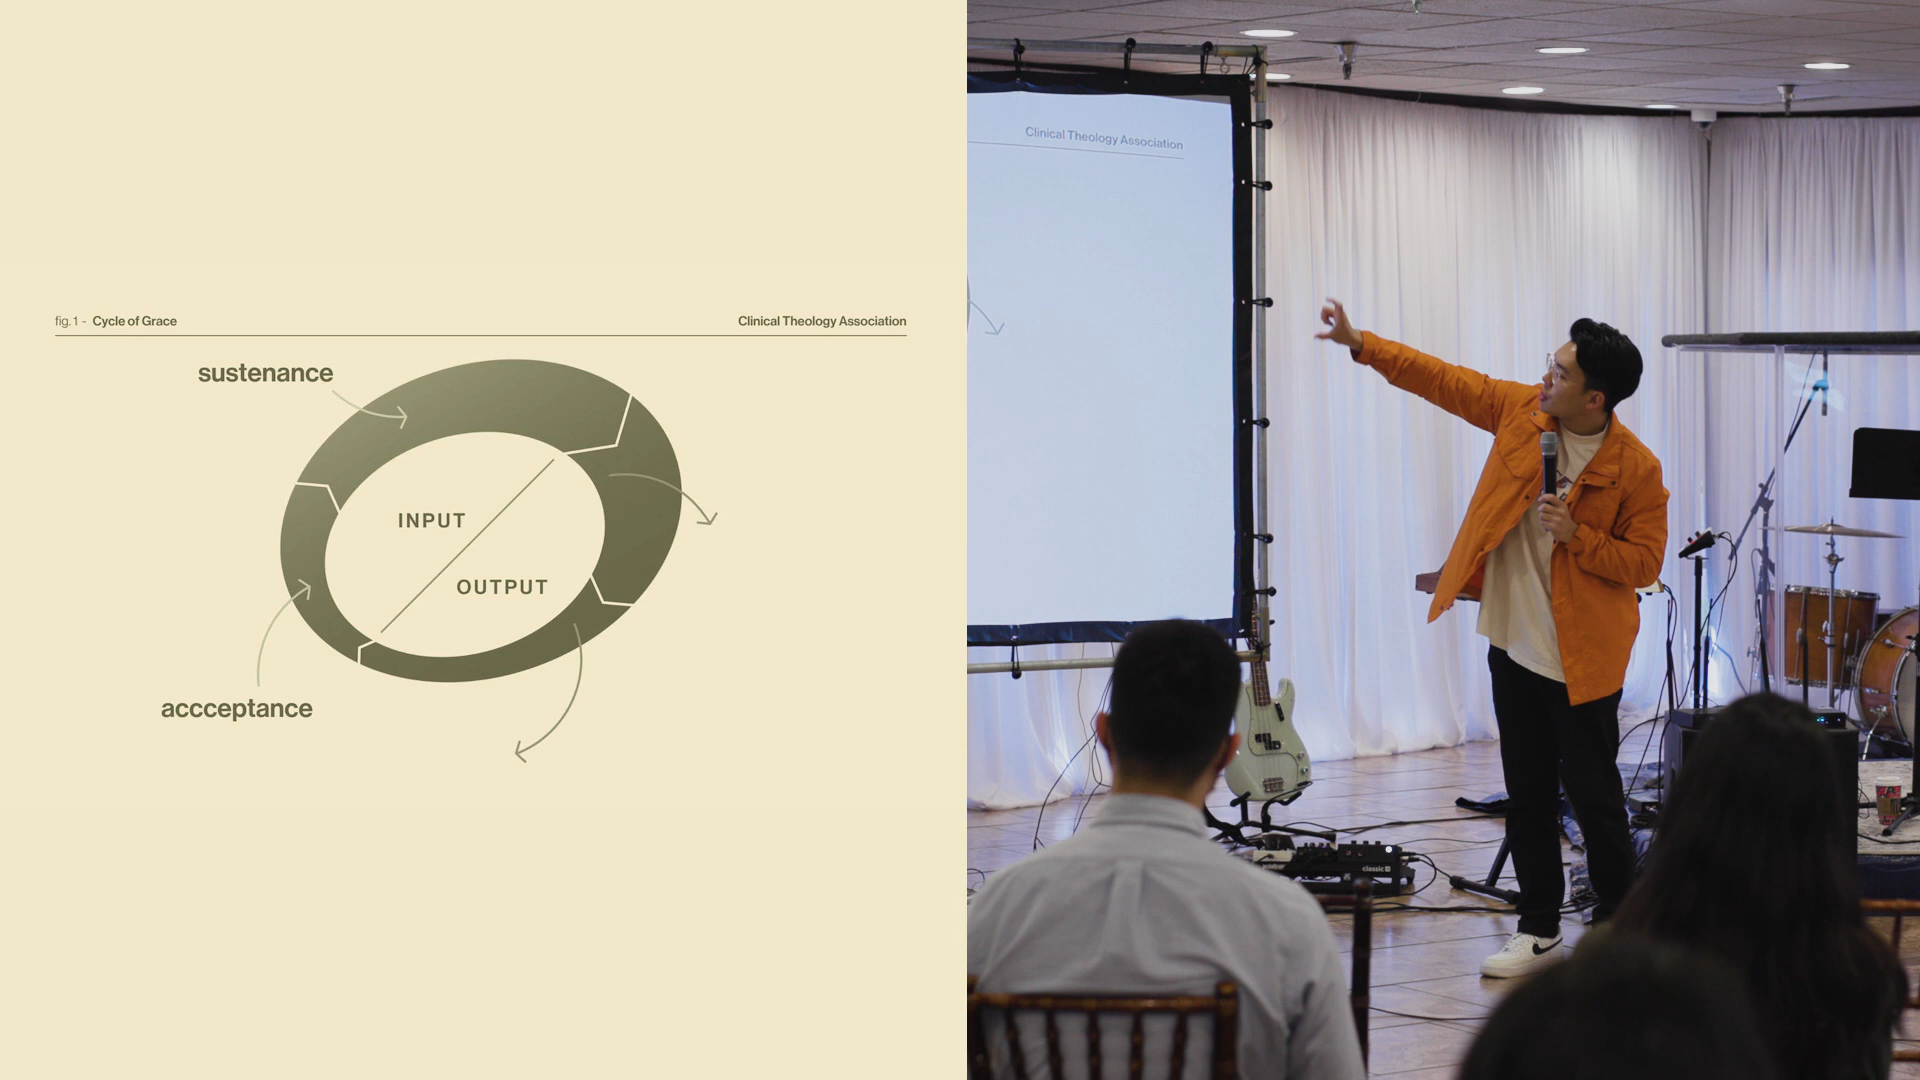 fig. 1 - Cycle of Grace
Clinical Theology Association
sustenance
INPUT
OUTPUT
accceptance
Clinical Theology Association
classic